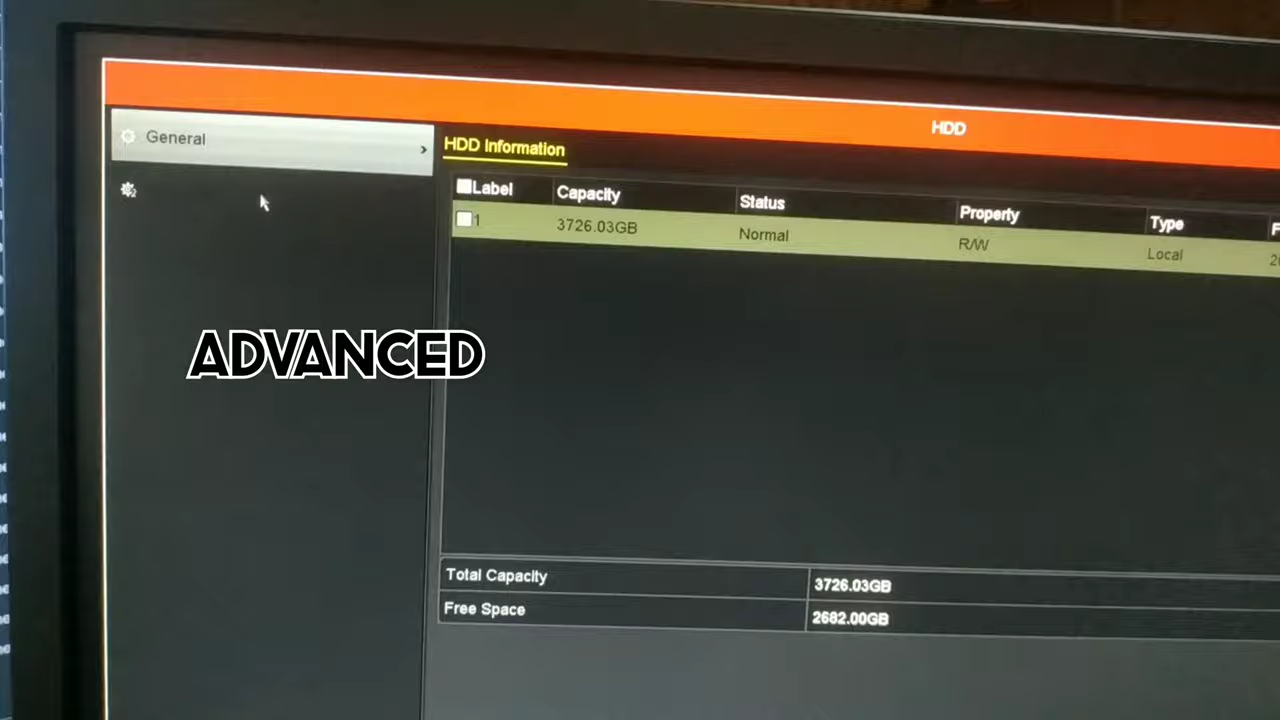 HDD
General
HDD Information
Label Capacity Status Property Type
1 3726.03GB Normal R/W Local
ADVANCED
Total Capacity 3726.03GB
Free Space 2682.00GB